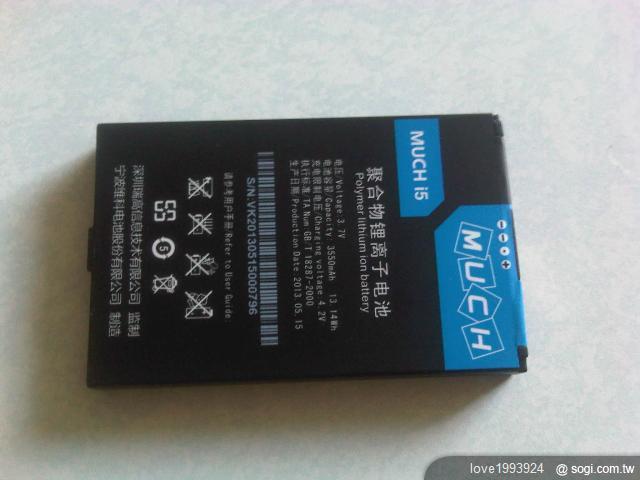 MUCH i5
MUCH
聚合物锂离子电池
Polymer lithium ion battery
电压/Voltage 3.7V
电池容量/Capacity 3550mAh 13.14Wh
充电限制电压/Charging voltage 4.2V
执行标准 TA Num GB/T 18287-2000
生产日期/Production Date 2013.05.15
S/N:VK201305151000796
请参考用户手册/Refer to User Guide
深圳瑞高信息技术有限公司 监制
宁波维科电池股份有限公司 制造
love1993924 @ sogi.com.tw